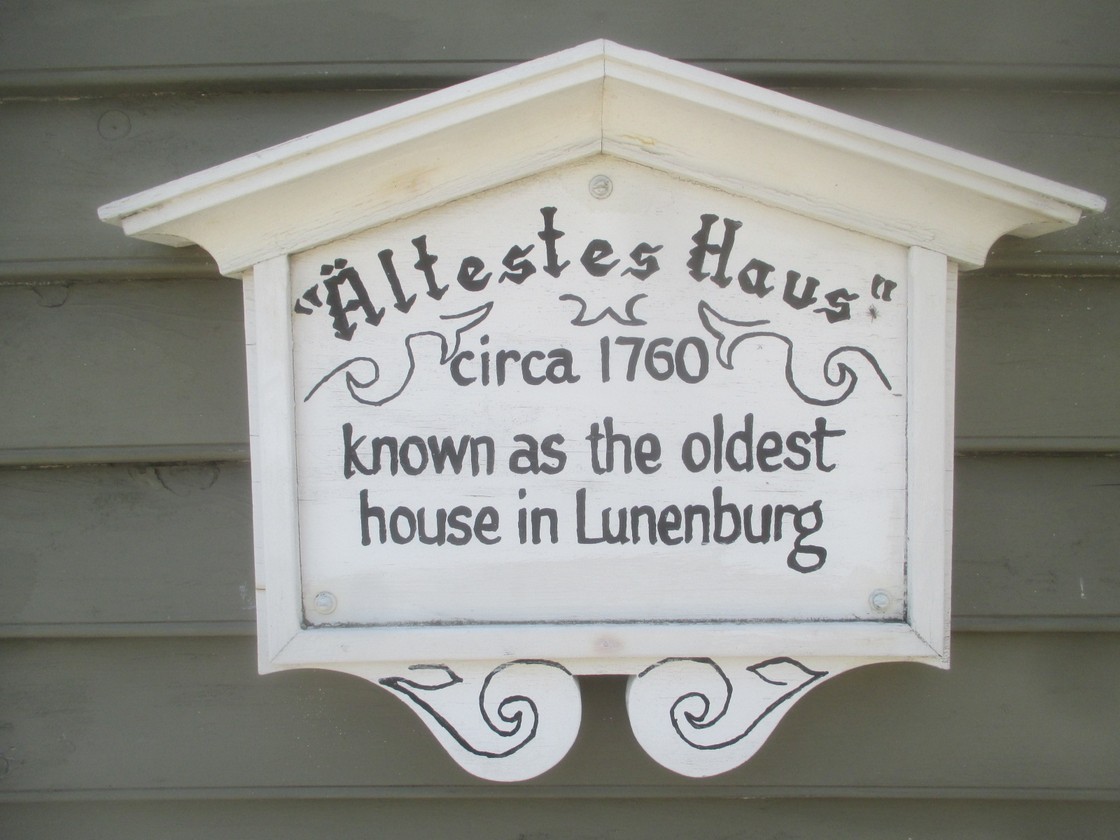 "Ältestes Haus"
circa 1760
known as the oldest
house in Lunenburg